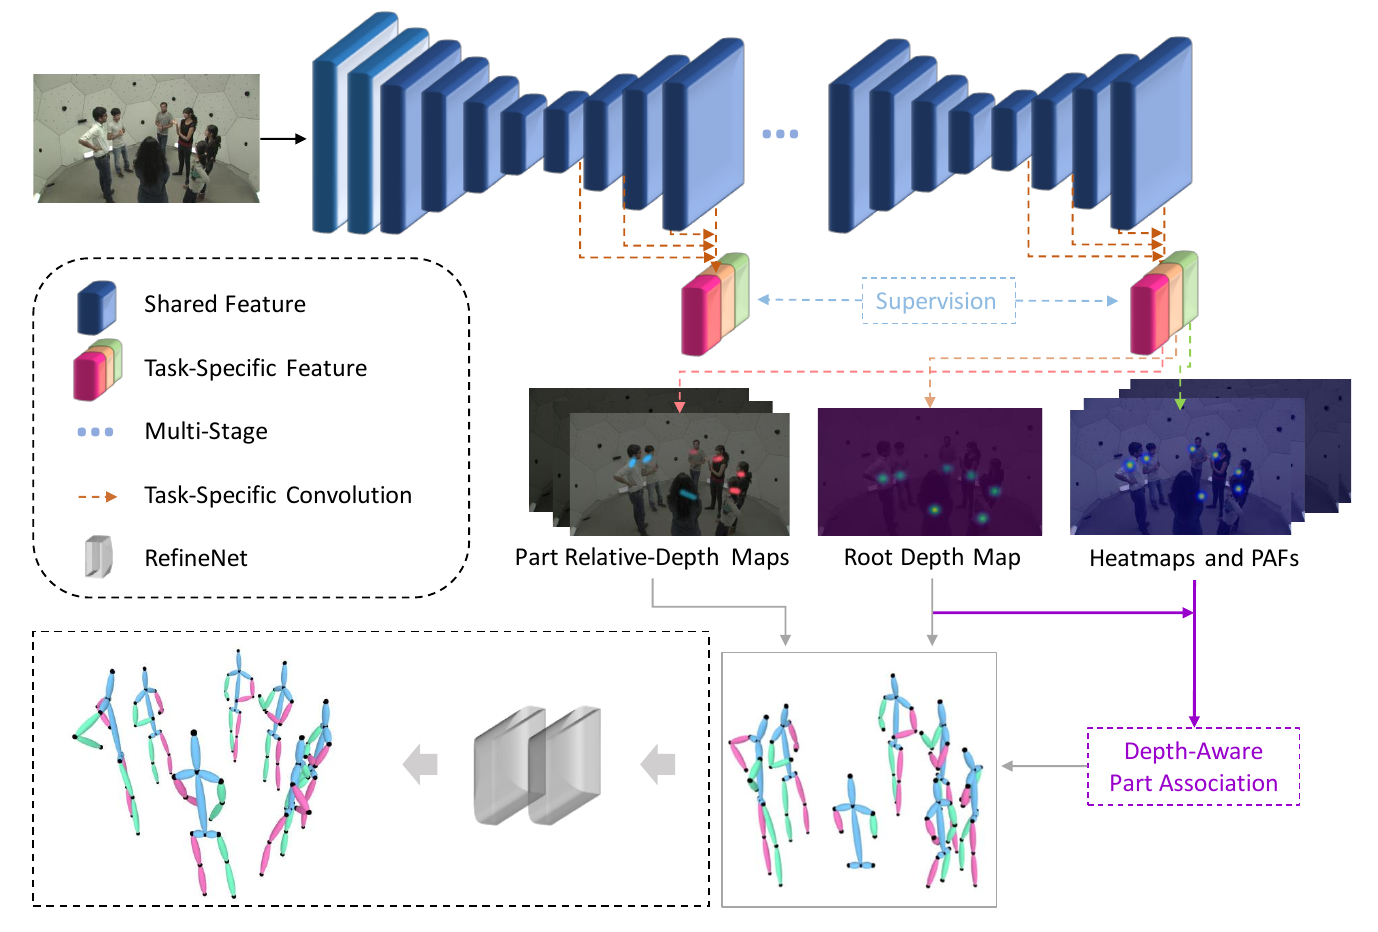 Shared Feature
Task-Specific Feature
Multi-Stage
Task-Specific Convolution
RefineNet
Supervision
Part Relative-Depth Maps
Root Depth Map
Heatmaps and PAFs
Depth-Aware
Part Association